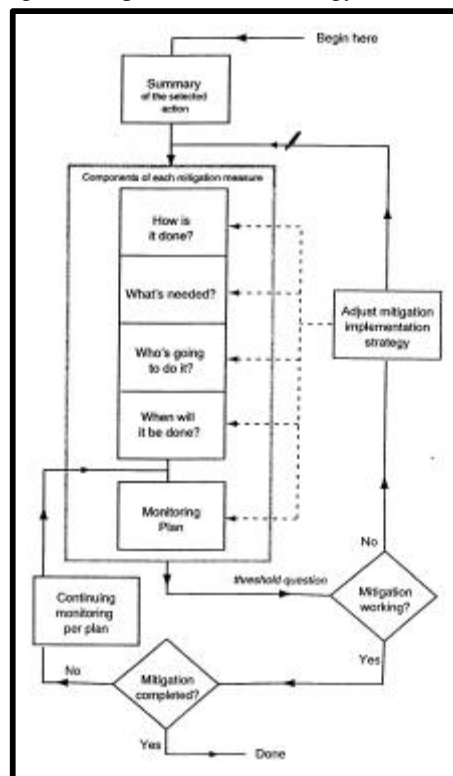 Begin here
Summary
of the selected
action
Components of each mitigation measure
How is
it done?
What's needed?
Who's going
to do it?
When will
it be done?
Monitoring
Plan
Adjust mitigation
implementation
strategy
threshold question
No
Mitigation
working?
Yes
Continuing
monitoring
per plan
No
Mitigation
completed?
Yes
Done